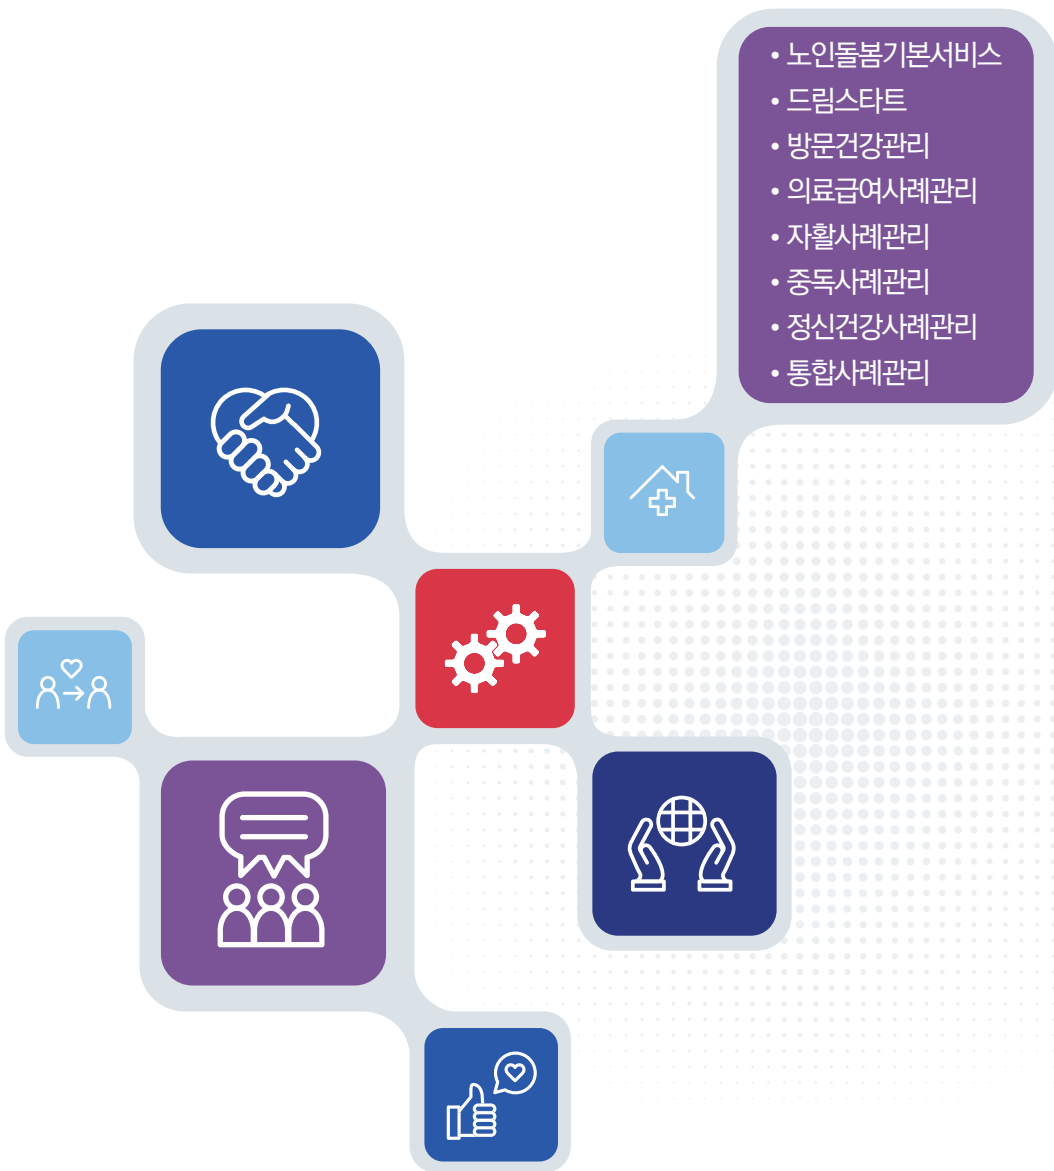 • 노인돌봄기본서비스
• 드림스타트
• 방문건강관리
• 의료급여사례관리
• 자활사례관리
• 중독사례관리
• 정신건강사례관리
• 통합사례관리